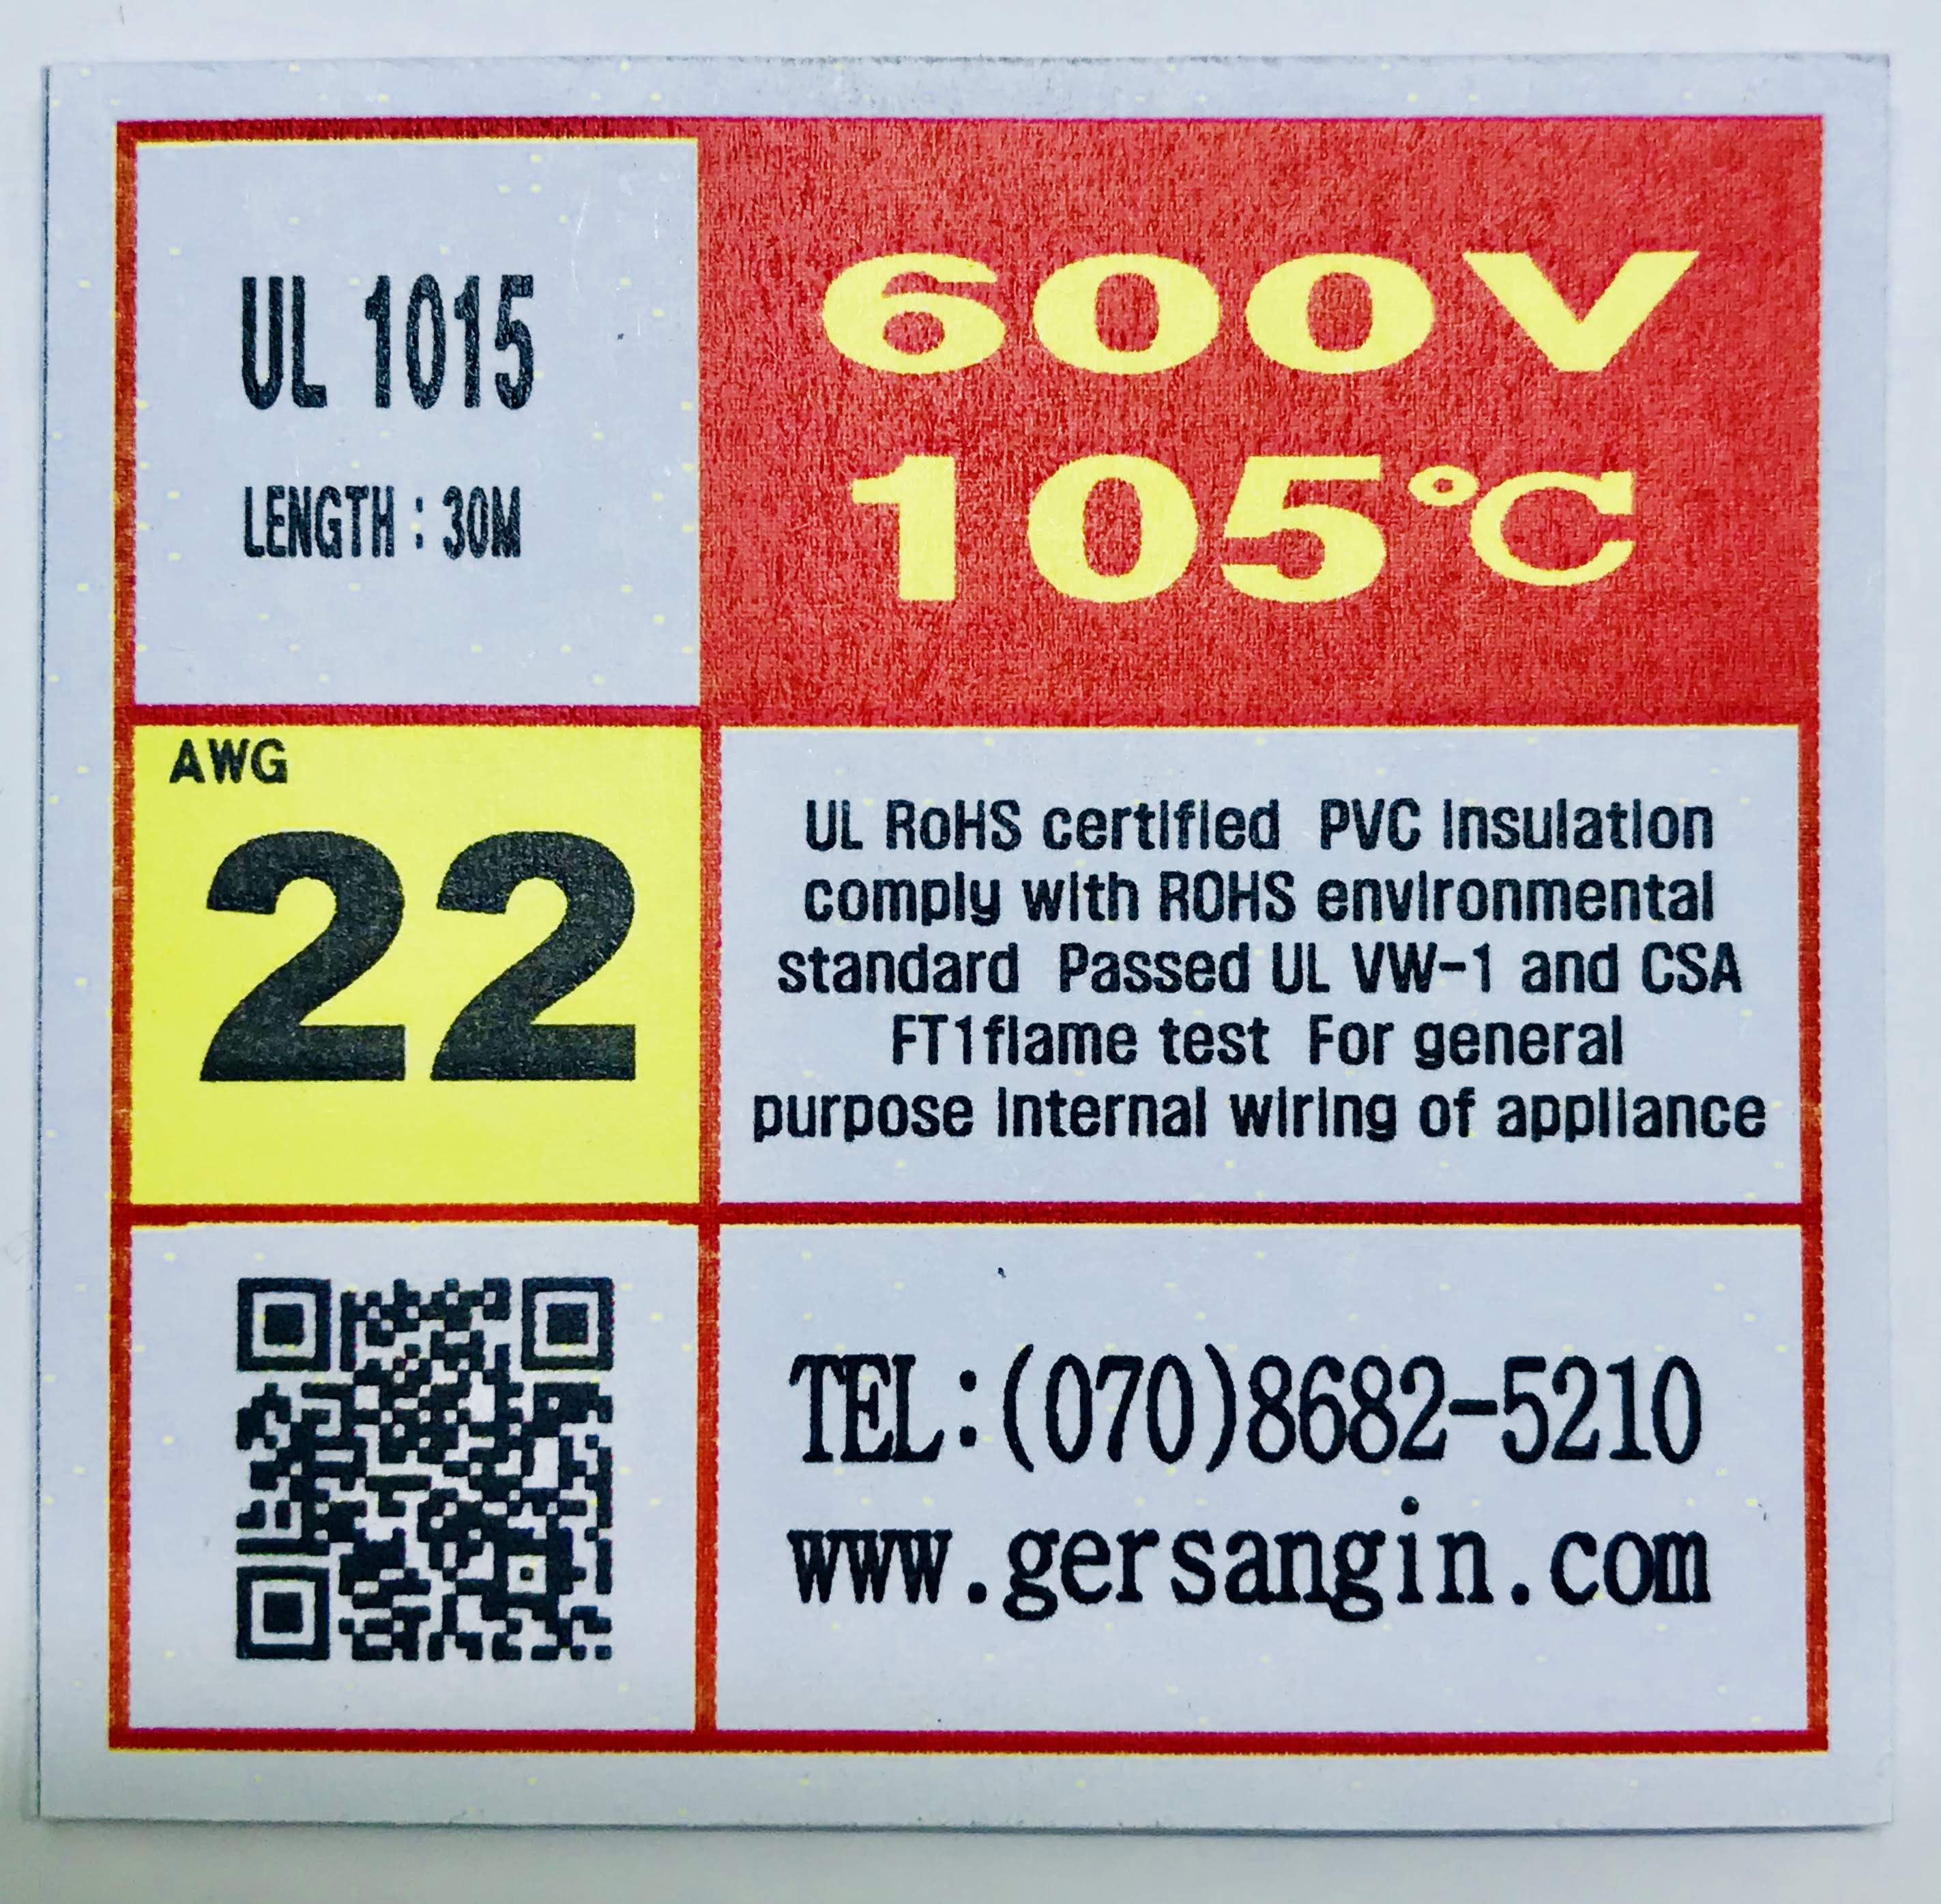 UL 1015
LENGTH : 30M
600V
105℃
AWG
22
UL RoHS certified PVC Insulation
comply with ROHS environmental
standard Passed UL VW-1 and CSA
FT1flame test For general
purpose internal wiring of appliance
TEL:(070)8682-5210
www.gersangin.com